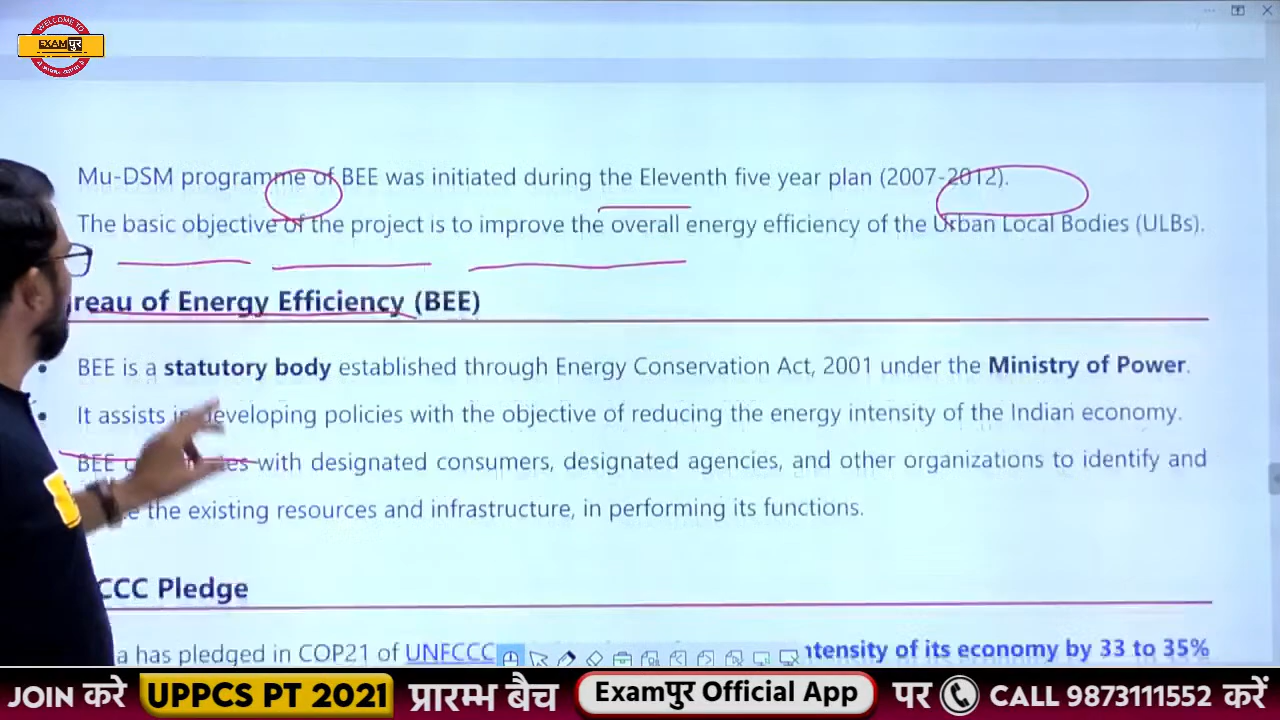 WELCOME TO
EXAMपुर
Mu-DSM programme of BEE was initiated during the Eleventh five year plan (2007-2012).
The basic objective of the project is to improve the overall energy efficiency of the Urban Local Bodies (ULBs).
reau of Energy Efficiency (BEE)
BEE is a statutory body established through Energy Conservation Act, 2001 under the Ministry of Power.
It assists in developing policies with the objective of reducing the energy intensity of the Indian economy.
BEE with designated consumers, designated agencies, and other organizations to identify and
the existing resources and infrastructure, in performing its functions.
CCC Pledge
a has pledged in COP21 of UNFCCC ntensity of its economy by 33 to 35%
JOIN करे UPPCS PT 2021 प्रारम्भ बैच Examपुर Official App पर CALL 9873111552 करें